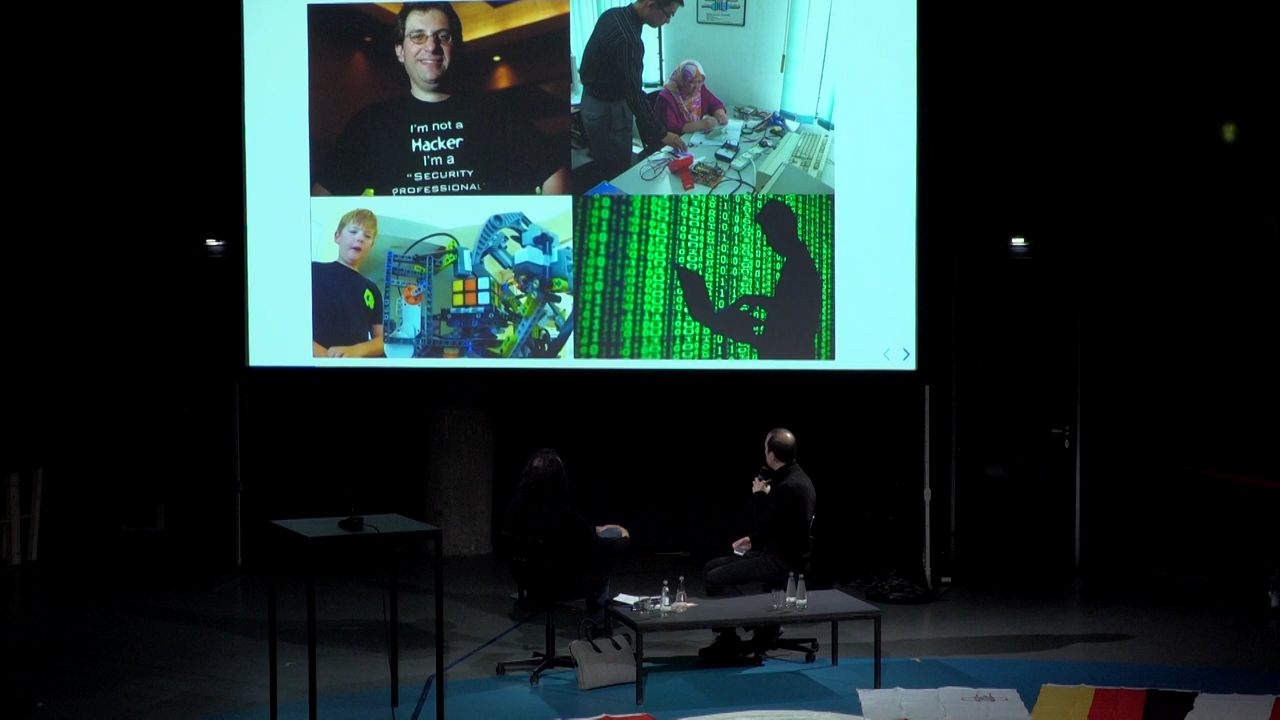 I'm not a
Hacker
I'm a
"SECURITY
PROFESSIONAL